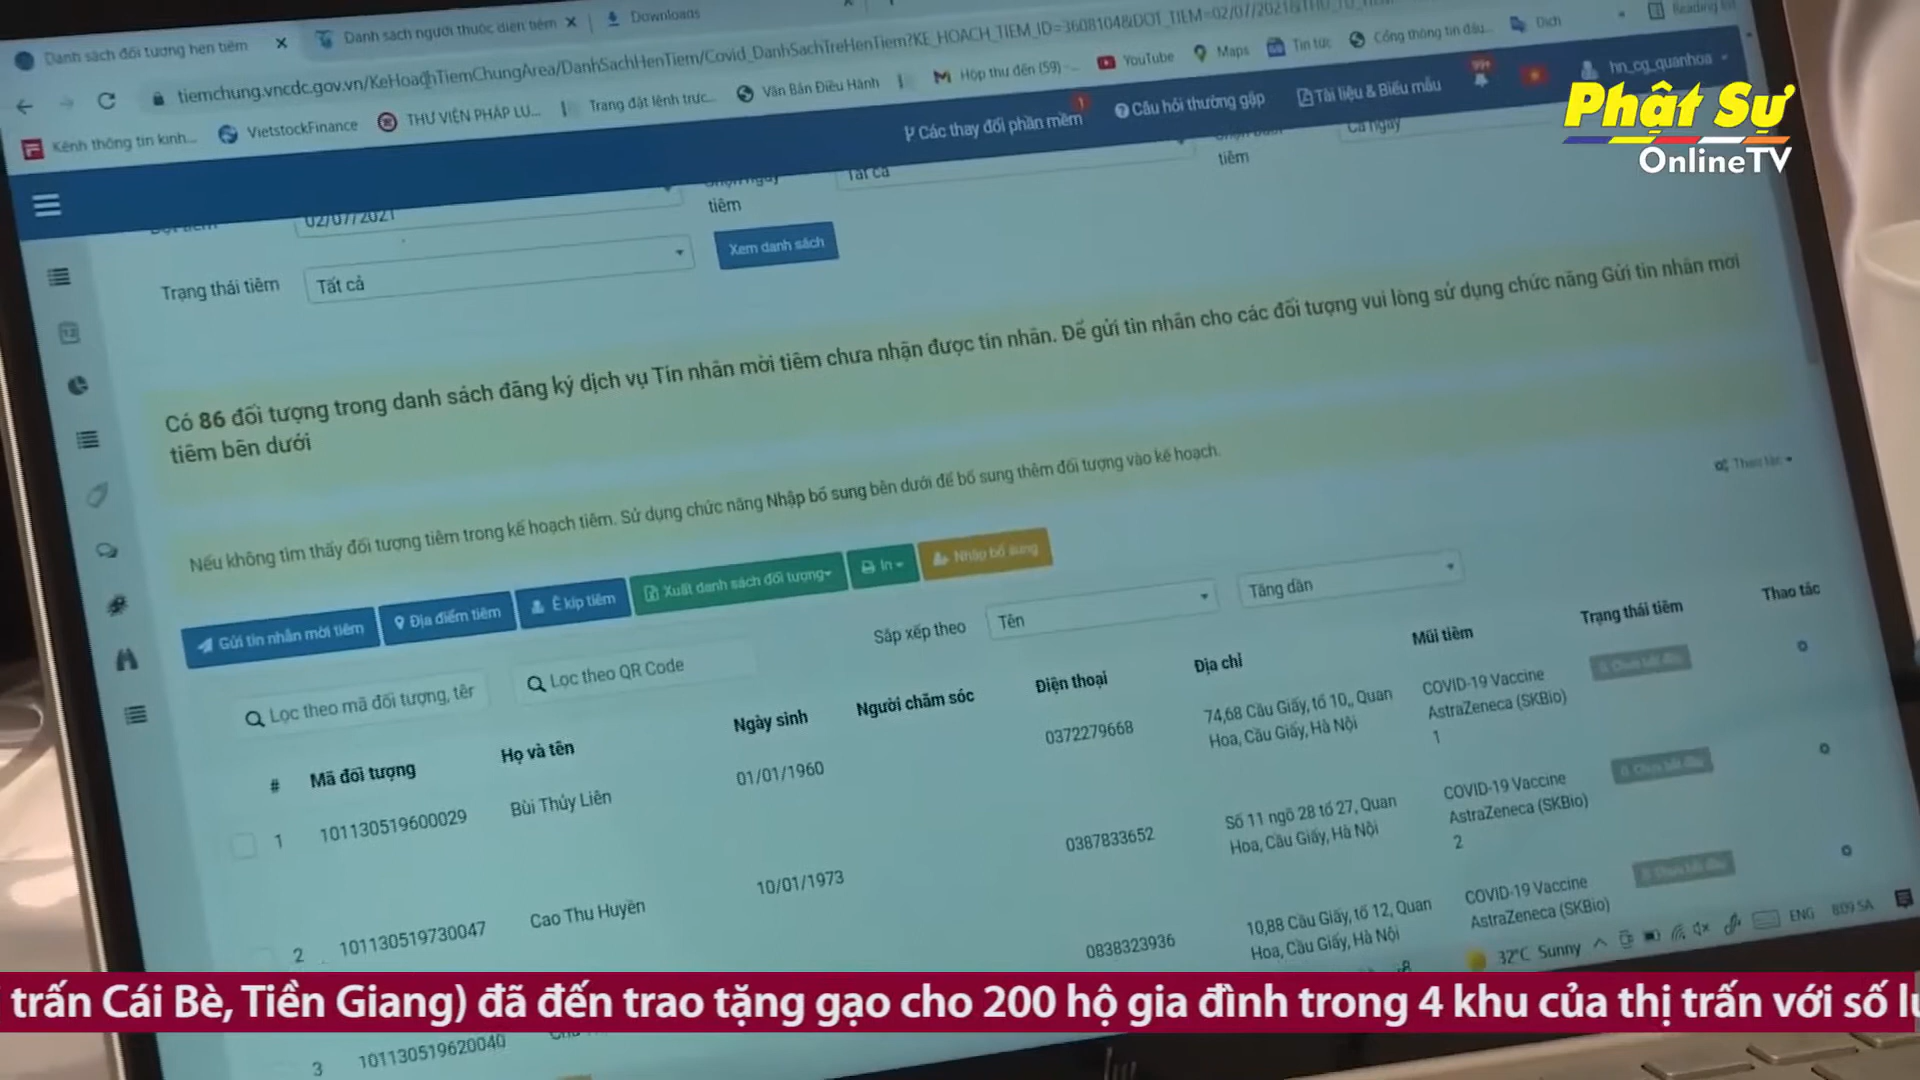 Danh sách đối tượng hẹn tiêm
Danh sách người thuộc diện tiêm
Downloads
tiemchung.vncdc.gov.vn/KeHoachTiemChungArea/DanhSachHenTiem/Covid_DanhSachTreHenTiem?KE_HOACH_TIEM_ID=3608104&DOT_TIEM=02/07/2021
Kênh thông tin kinh...
VietstockFinance
THƯ VIỆN PHÁP LU...
Trang đặt lệnh trực...
Văn Bản Điều Hành
Hộp thư đến (59)
YouTube
Maps
Tin tức
Cổng thông tin đấu...
Dịch
Reading list
Các thay đổi phần mềm 1
Câu hỏi thường gặp
Tài liệu & Biểu mẫu
99+
hn_cg_quanhoa
Phật Sự
OnlineTV
02/07/2021
tiêm
Tất cả
tiêm
Cả ngày
Trạng thái tiêm
Tất cả
Xem danh sách
Có 86 đối tượng trong danh sách đăng ký dịch vụ Tin nhắn mời tiêm chưa nhận được tin nhắn. Để gửi tin nhắn cho các đối tượng vui lòng sử dụng chức năng Gửi tin nhắn mời
tiêm bên dưới
Nếu không tìm thấy đối tượng tiêm trong kế hoạch tiêm. Sử dụng chức năng Nhập bổ sung bên dưới để bổ sung thêm đối tượng vào kế hoạch.
Thao tác
Gửi tin nhắn mời tiêm
Địa điểm tiêm
Ê kíp tiêm
Xuất danh sách đối tượng
In
Nhập bổ sung
Lọc theo mã đối tượng, tên
Lọc theo QR Code
Sắp xếp theo
Tên
Tăng dần
# Mã đối tượng Họ và tên Ngày sinh Người chăm sóc Điện thoại Địa chỉ Mũi tiêm Trạng thái tiêm Thao tác
1 101130519600029 Bùi Thúy Liên 01/01/1960 0372279668
74,68 Cầu Giấy, tổ 10,, Quan
Hoa, Cầu Giấy, Hà Nội
COVID-19 Vaccine
AstraZeneca (SKBio)
1
2 101130519730047 Cao Thu Huyền 10/01/1973 0387833652
Số 11 ngõ 28 tổ 27, Quan
Hoa, Cầu Giấy, Hà Nội
COVID-19 Vaccine
AstraZeneca (SKBio)
2
3 101130519620040
0838323936
10,88 Cầu Giấy, tổ 12, Quan
Hoa, Cầu Giấy, Hà Nội
COVID-19 Vaccine
AstraZeneca (SKBio)
32°C Sunny
ENG
8:09 SA
trấn Cái Bè, Tiền Giang) đã đến trao tặng gạo cho 200 hộ gia đình trong 4 khu của thị trấn với số